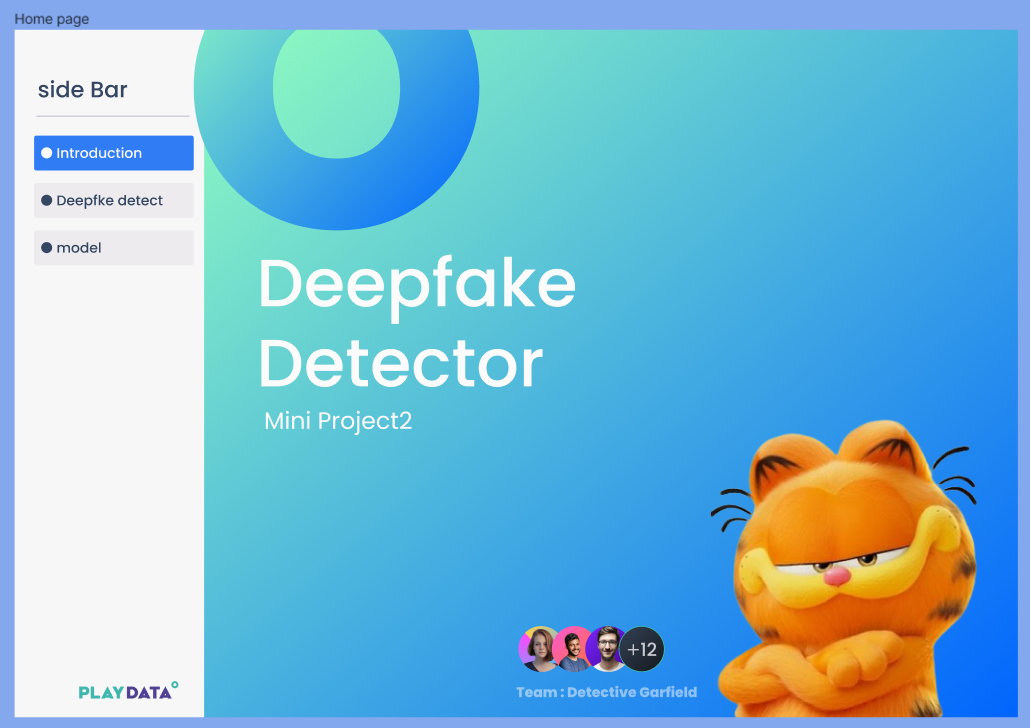 Home page
side Bar
Introduction
Deepfke detect
model
Deepfake
Detector
Mini Project2
+12
Team : Detective Garfield
PLAYDATA